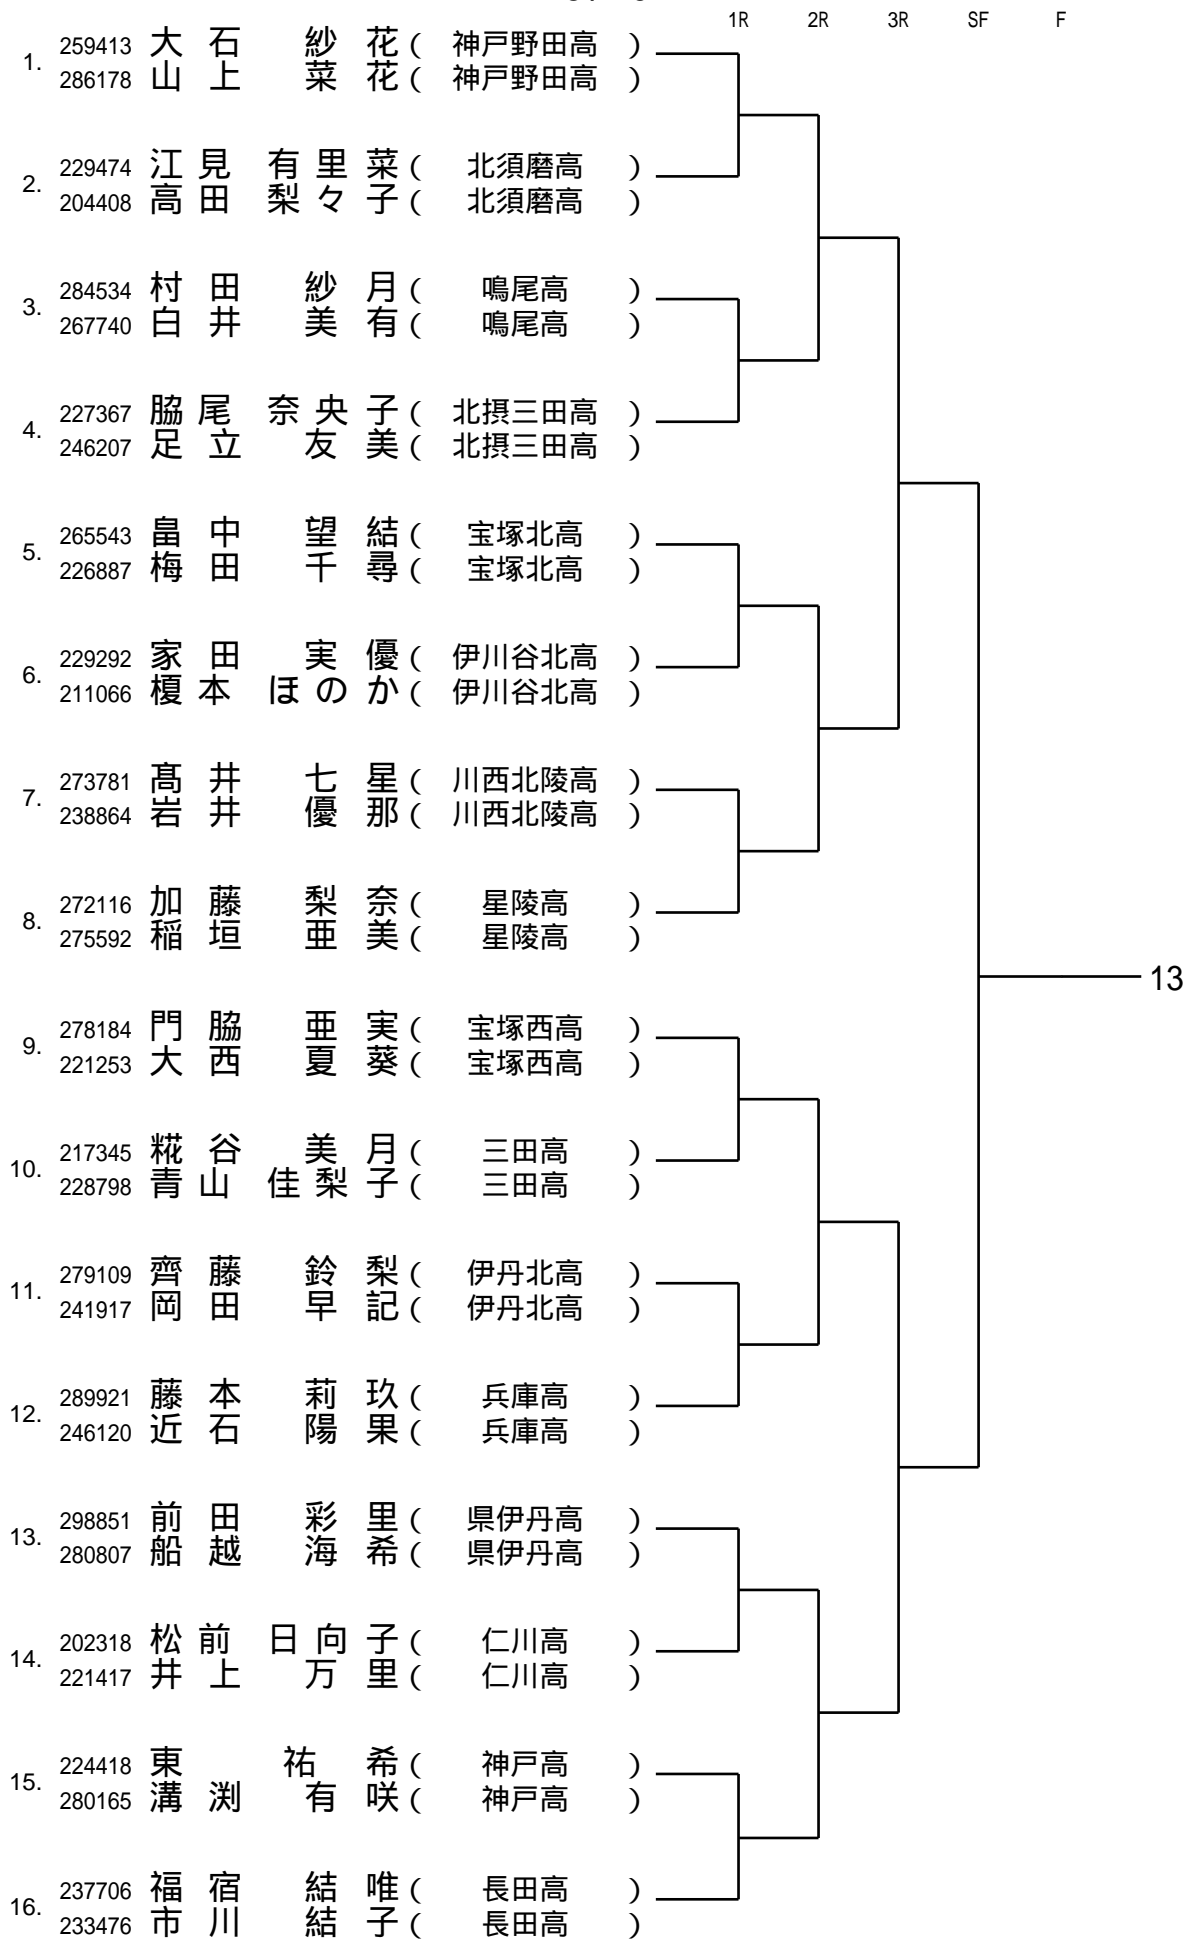 1R 2R 3R SF F
1. 259413 大石 紗花 ( 神戸野田高 )
286178 山上 菜花 ( 神戸野田高 )
2. 229474 江見 有里菜 ( 北須磨高 )
204408 高田 梨々子 ( 北須磨高 )
3. 284534 村田 紗月 ( 鳴尾高 )
267740 白井 美有 ( 鳴尾高 )
4. 227367 脇尾 奈央子 ( 北摂三田高 )
246207 足立 友美 ( 北摂三田高 )
5. 265543 畠中 望結 ( 宝塚北高 )
226887 梅田 千尋 ( 宝塚北高 )
6. 229292 家田 実優 ( 伊川谷北高 )
211066 榎本 ほのか ( 伊川谷北高 )
7. 273781 髙井 七星 ( 川西北陵高 )
238864 岩井 優那 ( 川西北陵高 )
8. 272116 加藤 梨奈 ( 星陵高 )
275592 稲垣 亜美 ( 星陵高 )
13
9. 278184 門脇 亜実 ( 宝塚西高 )
221253 大西 夏葵 ( 宝塚西高 )
10. 217345 糀谷 美月 ( 三田高 )
228798 青山 佳梨子 ( 三田高 )
11. 279109 齊藤 鈴梨 ( 伊丹北高 )
241917 岡田 早記 ( 伊丹北高 )
12. 289921 藤本 莉玖 ( 兵庫高 )
246120 近石 陽果 ( 兵庫高 )
13. 298851 前田 彩里 ( 県伊丹高 )
280807 船越 海希 ( 県伊丹高 )
14. 202318 松前 日向子 ( 仁川高 )
221417 井上 万里 ( 仁川高 )
15. 224418 東 祐希 ( 神戸高 )
280165 溝渕 有咲 ( 神戸高 )
16. 237706 福宿 結唯 ( 長田高 )
233476 市川 結子 ( 長田高 )